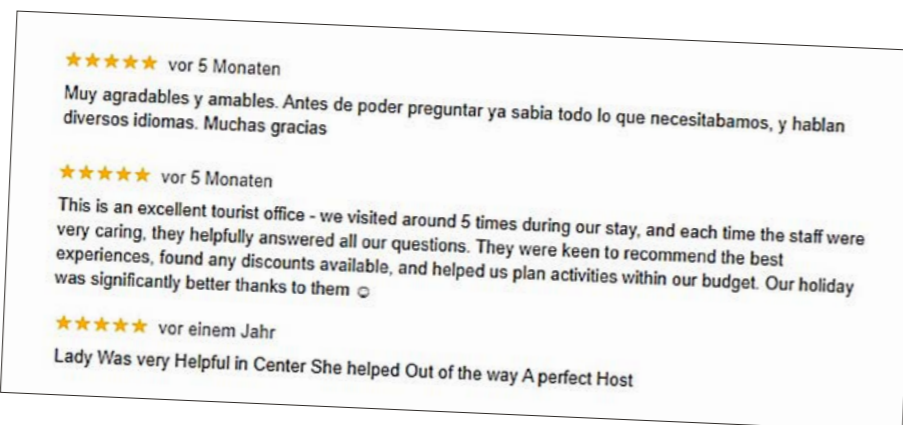 vor 5 Monaten
Muy agradables y amables. Antes de poder preguntar ya sabia todo lo que necesitabamos, y hablan
diversos idiomas. Muchas gracias
vor 5 Monaten
This is an excellent tourist office - we visited around 5 times during our stay, and each time the staff were
very caring, they helpfully answered all our questions. They were keen to recommend the best
experiences, found any discounts available, and helped us plan activities within our budget. Our holiday
was significantly better thanks to them ☺
vor einem Jahr
Lady Was very Helpful in Center She helped Out of the way A perfect Host